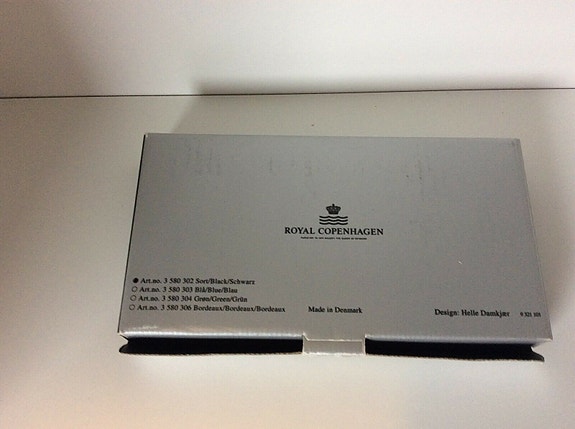 ROYAL COPENHAGEN
Art.no. 3 580 302 Sort/Black/Schwarz
Art.no. 3 580 303 Blå/Blue/Blau
Art.no. 3 580 304 Grøn/Green/Grün
Art.no. 3 580 306 Bordeaux/Bordeaux/Bordeaux
Made in Denmark
Design: Helle Damkjær